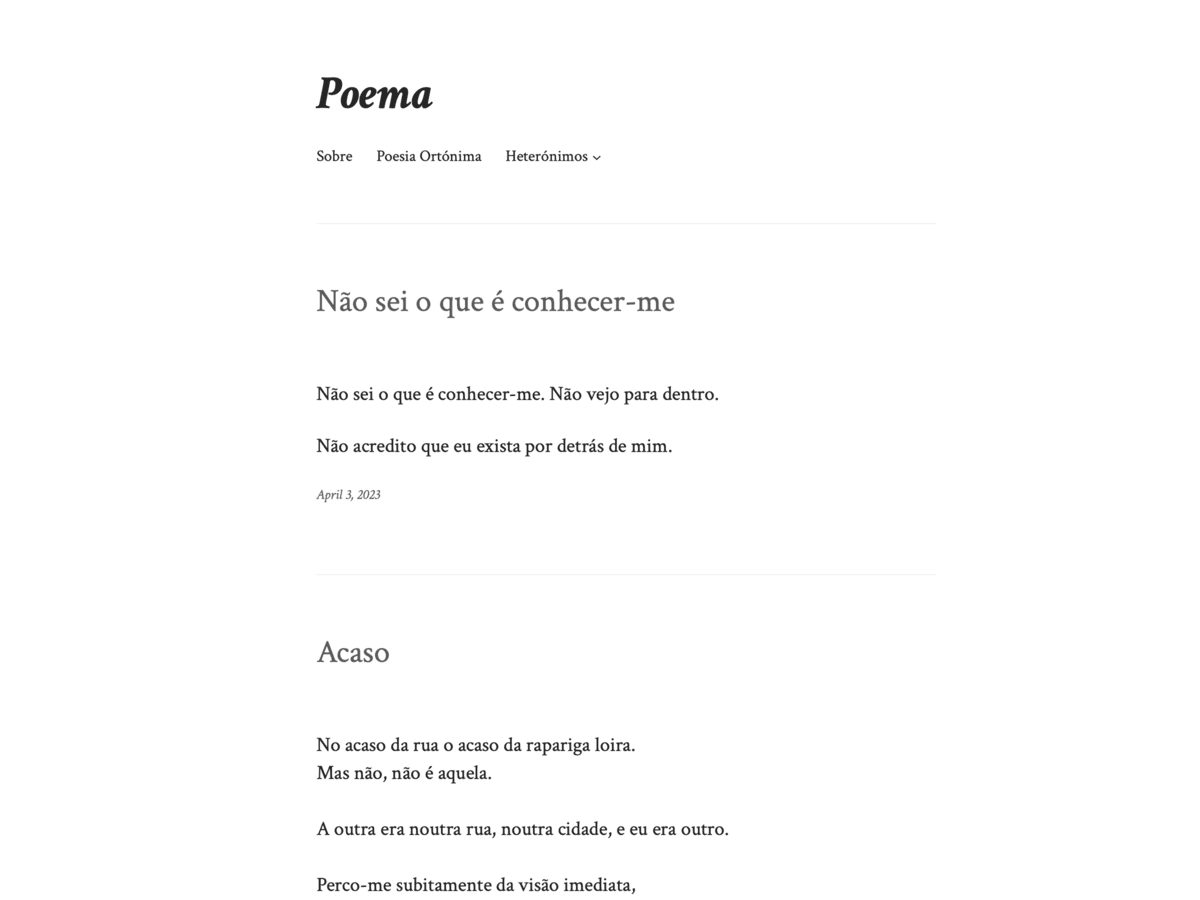 Poema
Sobre Poesia Ortónima Heterónimos
Não sei o que é conhecer-me
Não sei o que é conhecer-me. Não vejo para dentro.
Não acredito que eu exista por detrás de mim.
April 3, 2023
Acaso
No acaso da rua o acaso da rapariga loira.
Mas não, não é aquela.
A outra era noutra rua, noutra cidade, e eu era outro.
Perco-me subitamente da visão imediata,